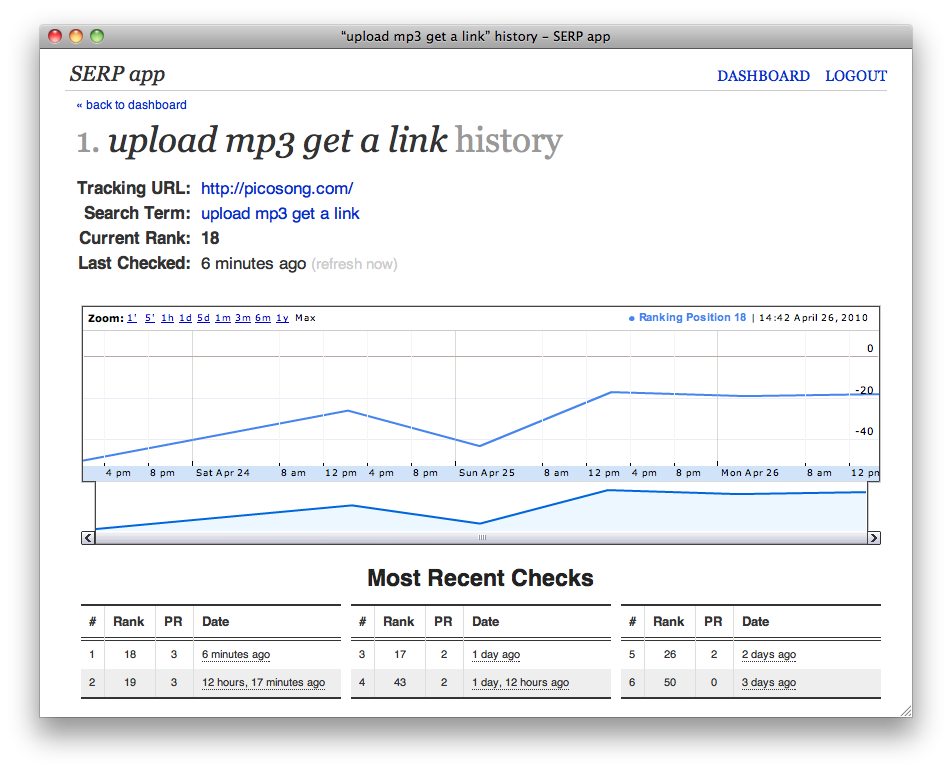 “upload mp3 get a link” history – SERP app
SERP app DASHBOARD LOGOUT
« back to dashboard
1. upload mp3 get a link history
Tracking URL: http://picosong.com/
Search Term: upload mp3 get a link
Current Rank: 18
Last Checked: 6 minutes ago (refresh now)
Zoom: 1' 5' 1h 1d 5d 1m 3m 6m 1y Max Ranking Position 18 | 14:42 April 26, 2010
0
-20
-40
4 pm 8 pm Sat Apr 24 8 am 12 pm 4 pm 8 pm Sun Apr 25 8 am 12 pm 4 pm 8 pm Mon Apr 26 8 am 12 pm
Most Recent Checks
# Rank PR Date # Rank PR Date # Rank PR Date
1 18 3 6 minutes ago 3 17 2 1 day ago 5 26 2 2 days ago
2 19 3 12 hours, 17 minutes ago 4 43 2 1 day, 12 hours ago 6 50 0 3 days ago